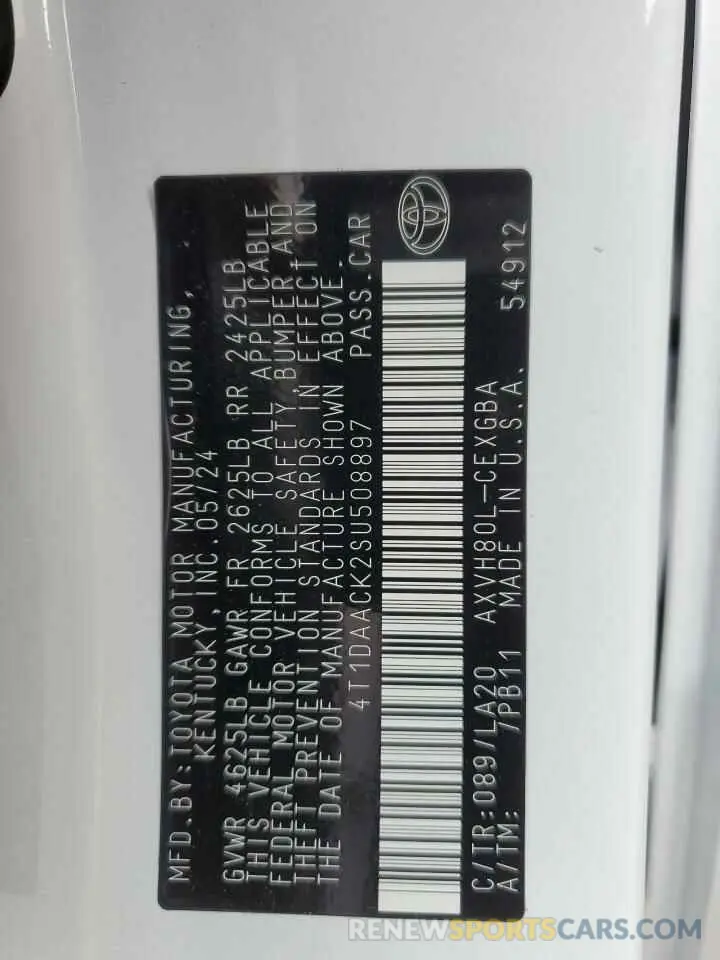 MFD.BY:TOYOTA MOTOR MANUFACTURING,
KENTUCKY,INC.05/24
GVWR 4625LB GAWR FR 2625LB RR 2425LB
THIS VEHICLE CONFORMS TO ALL APPLICABLE
FEDERAL MOTOR VEHICLE SAFETY,BUMPER AND
THEFT PREVENTION STANDARDS IN EFFECT ON
THE DATE OF MANUFACTURE SHOWN ABOVE.
4T1DAACK2SU508897 PASS.CAR
C/TR:089/LA20 AXVH80L-CEXGBA
A/TM: /PB11 MADE IN U.S.A. 54912
RENEWSPORTSCARS.COM